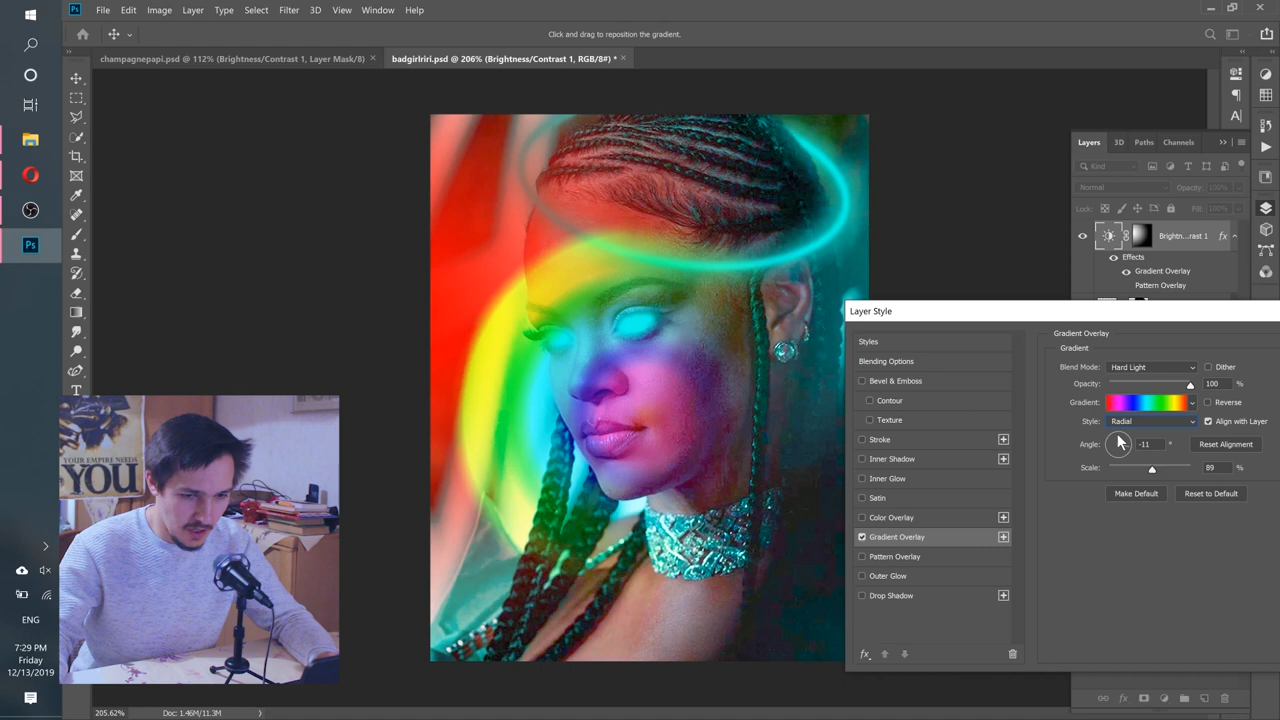 Ps File Edit Image Layer Type Select Filter 3D View Window Help
Click and drag to reposition the gradient.
champagnepapi.psd @ 112% (Brightness/Contrast 1, Layer Mask/8) ×
badgirlriri.psd @ 206% (Brightness/Contrast 1, RGB/8#) * ×
Layers 3D Paths Channels
Kind
Normal Opacity: 100%
Lock: Fill: 100%
Brightn...rast 1 fx
Effects
Gradient Overlay
Pattern Overlay
Layer Style
Styles
Blending Options
Bevel & Emboss
Contour
Texture
Stroke
Inner Shadow
Inner Glow
Satin
Color Overlay
Gradient Overlay
Pattern Overlay
Outer Glow
Drop Shadow
fx
Gradient Overlay
Gradient
Blend Mode: Hard Light Dither
Opacity: 100 %
Gradient: Reverse
Style: Radial Align with Layer
Angle: -11 ° Reset Alignment
Scale: 89 %
Make Default Reset to Default
Ps
YOUR EMPIRE NEEDS
YOU
ENG
7:29 PM
Friday
12/13/2019
205.62% Doc: 1.46M/11.3M
fx